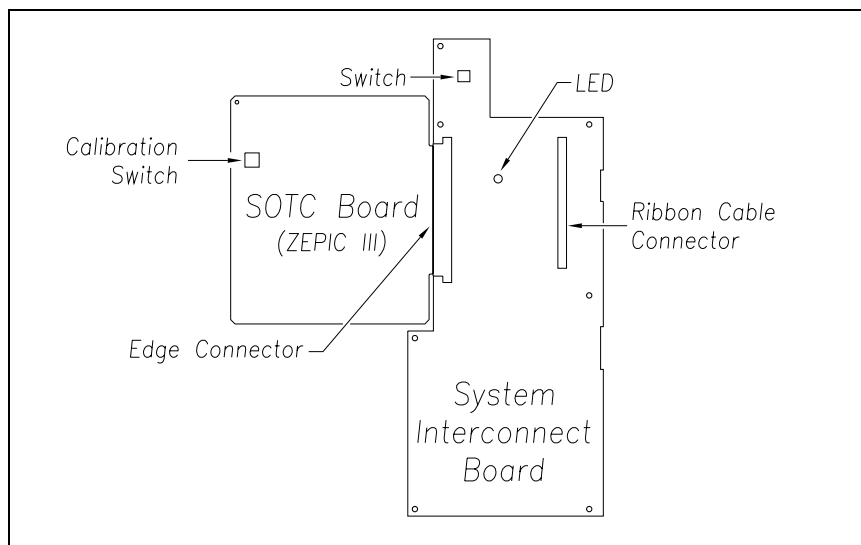 Switch
LED
Calibration
Switch
SOTC Board
(ZEPIC III)
Ribbon Cable
Connector
Edge Connector
System
Interconnect
Board